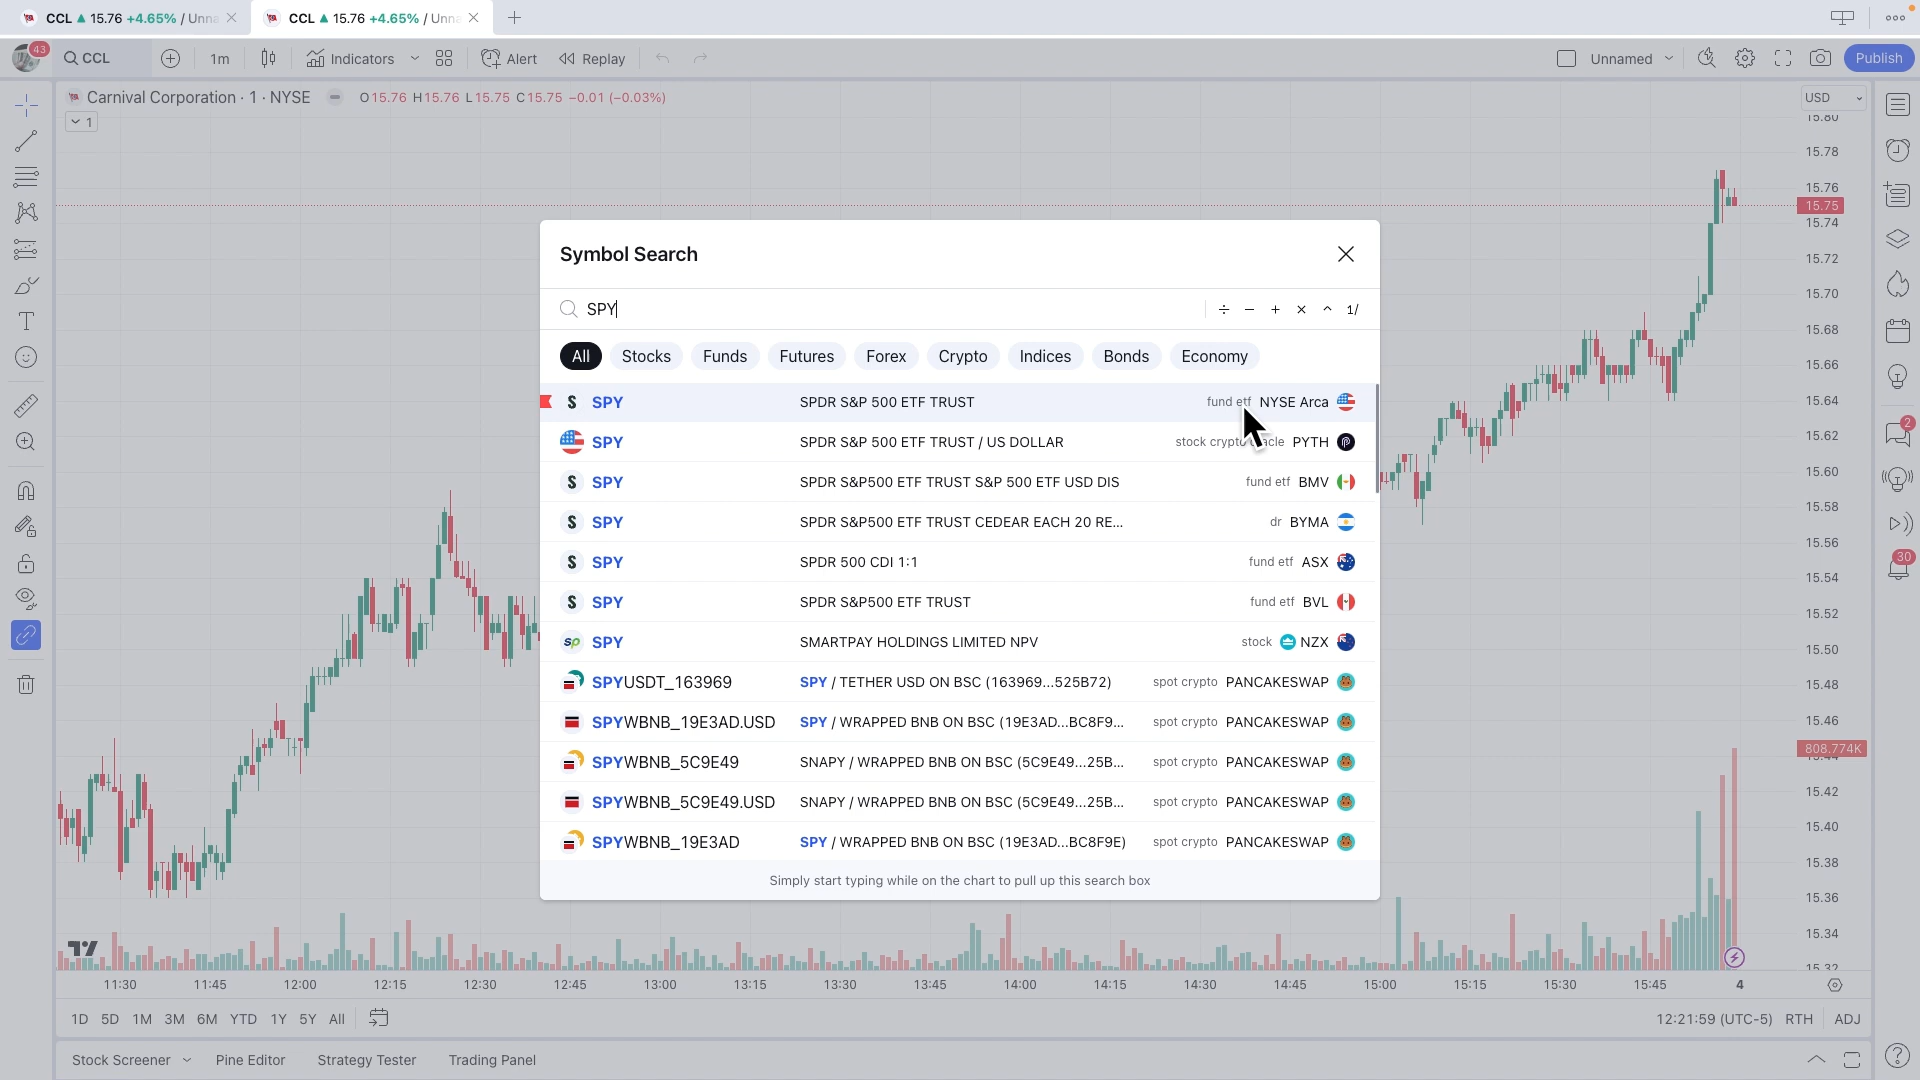 CCL ▲ 15.76 +4.65% / Unna
CCL ▲ 15.76 +4.65% / Unna
43
CCL
1m
Indicators
Alert
Replay
Unnamed
Publish
Carnival Corporation · 1 · NYSE
O15.76 H15.76 L15.75 C15.75 −0.01 (−0.03%)
1
USD
15.80
15.78
15.76
15.75
15.74
15.72
15.70
15.68
15.66
15.64
15.62
15.60
15.58
15.56
15.54
15.52
15.50
15.48
15.46
808.774K
15.44
15.42
15.40
15.38
15.36
15.34
15.32
2
30
Symbol Search
SPY
÷ − + × ^ 1/
All Stocks Funds Futures Forex Crypto Indices Bonds Economy
S SPY SPDR S&P 500 ETF TRUST fund etf NYSE Arca
SPY SPDR S&P 500 ETF TRUST / US DOLLAR stock crypto PYTH
S SPY SPDR S&P500 ETF TRUST S&P 500 ETF USD DIS fund etf BMV
S SPY SPDR S&P500 ETF TRUST CEDEAR EACH 20 RE... dr BYMA
S SPY SPDR 500 CDI 1:1 fund etf ASX
S SPY SPDR S&P500 ETF TRUST fund etf BVL
sp SPY SMARTPAY HOLDINGS LIMITED NPV stock NZX
SPYUSDT_163969 SPY / TETHER USD ON BSC (163969...525B72) spot crypto PANCAKESWAP
SPYWBNB_19E3AD.USD SPY / WRAPPED BNB ON BSC (19E3AD...BC8F9... spot crypto PANCAKESWAP
SPYWBNB_5C9E49 SNAPY / WRAPPED BNB ON BSC (5C9E49...25B... spot crypto PANCAKESWAP
SPYWBNB_5C9E49.USD SNAPY / WRAPPED BNB ON BSC (5C9E49...25B... spot crypto PANCAKESWAP
SPYWBNB_19E3AD SPY / WRAPPED BNB ON BSC (19E3AD...BC8F9E) spot crypto PANCAKESWAP
Simply start typing while on the chart to pull up this search box
11:30 11:45 12:00 12:15 12:30 12:45 13:00 13:15 13:30 13:45 14:00 14:15 14:30 14:45 15:00 15:15 15:30 15:45 4
1D 5D 1M 3M 6M YTD 1Y 5Y All
12:21:59 (UTC-5) RTH ADJ
Stock Screener Pine Editor Strategy Tester Trading Panel